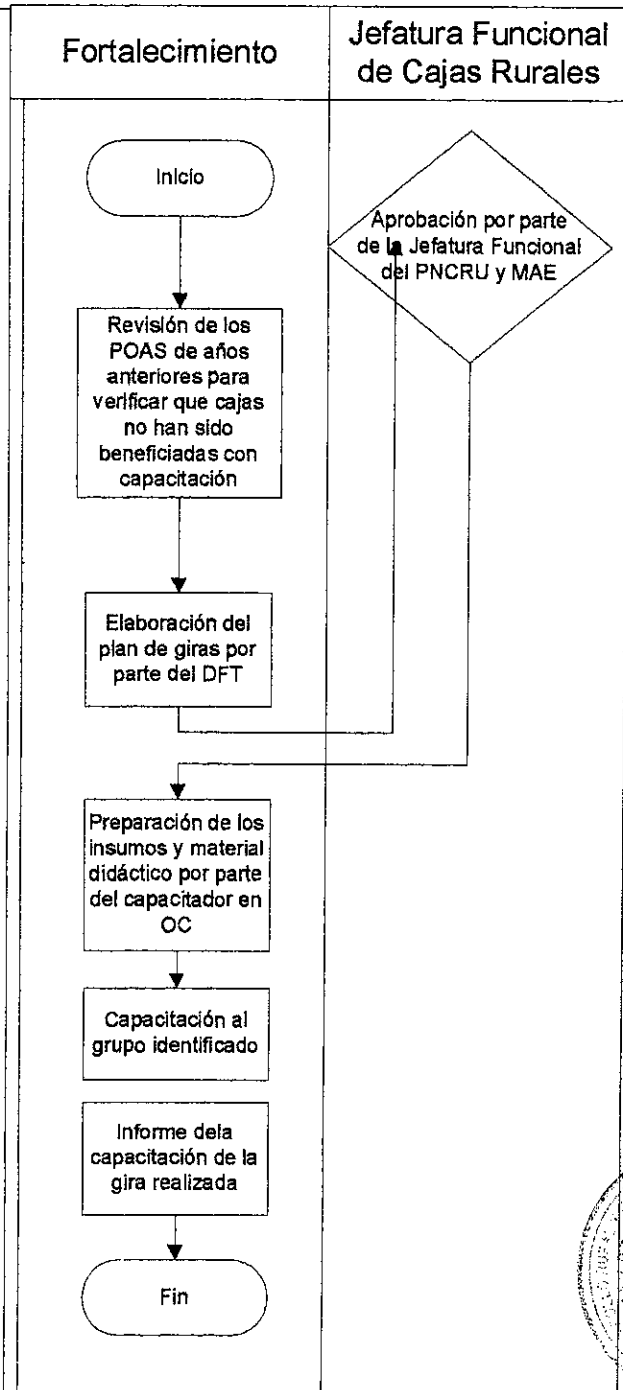 Fortalecimiento
Jefatura Funcional
de Cajas Rurales
Inicio
Aprobación por parte
de la Jefatura Funcional
del PNCRU y MAE
Revisión de los
POAS de años
anteriores para
verificar que cajas
no han sido
beneficiadas con
capacitación
Elaboración del
plan de giras por
parte del DFT
Preparación de los
insumos y material
didáctico por parte
del capacitador en
OC
Capacitación al
grupo identificado
Informe dela
capacitación de la
gira realizada
Fin